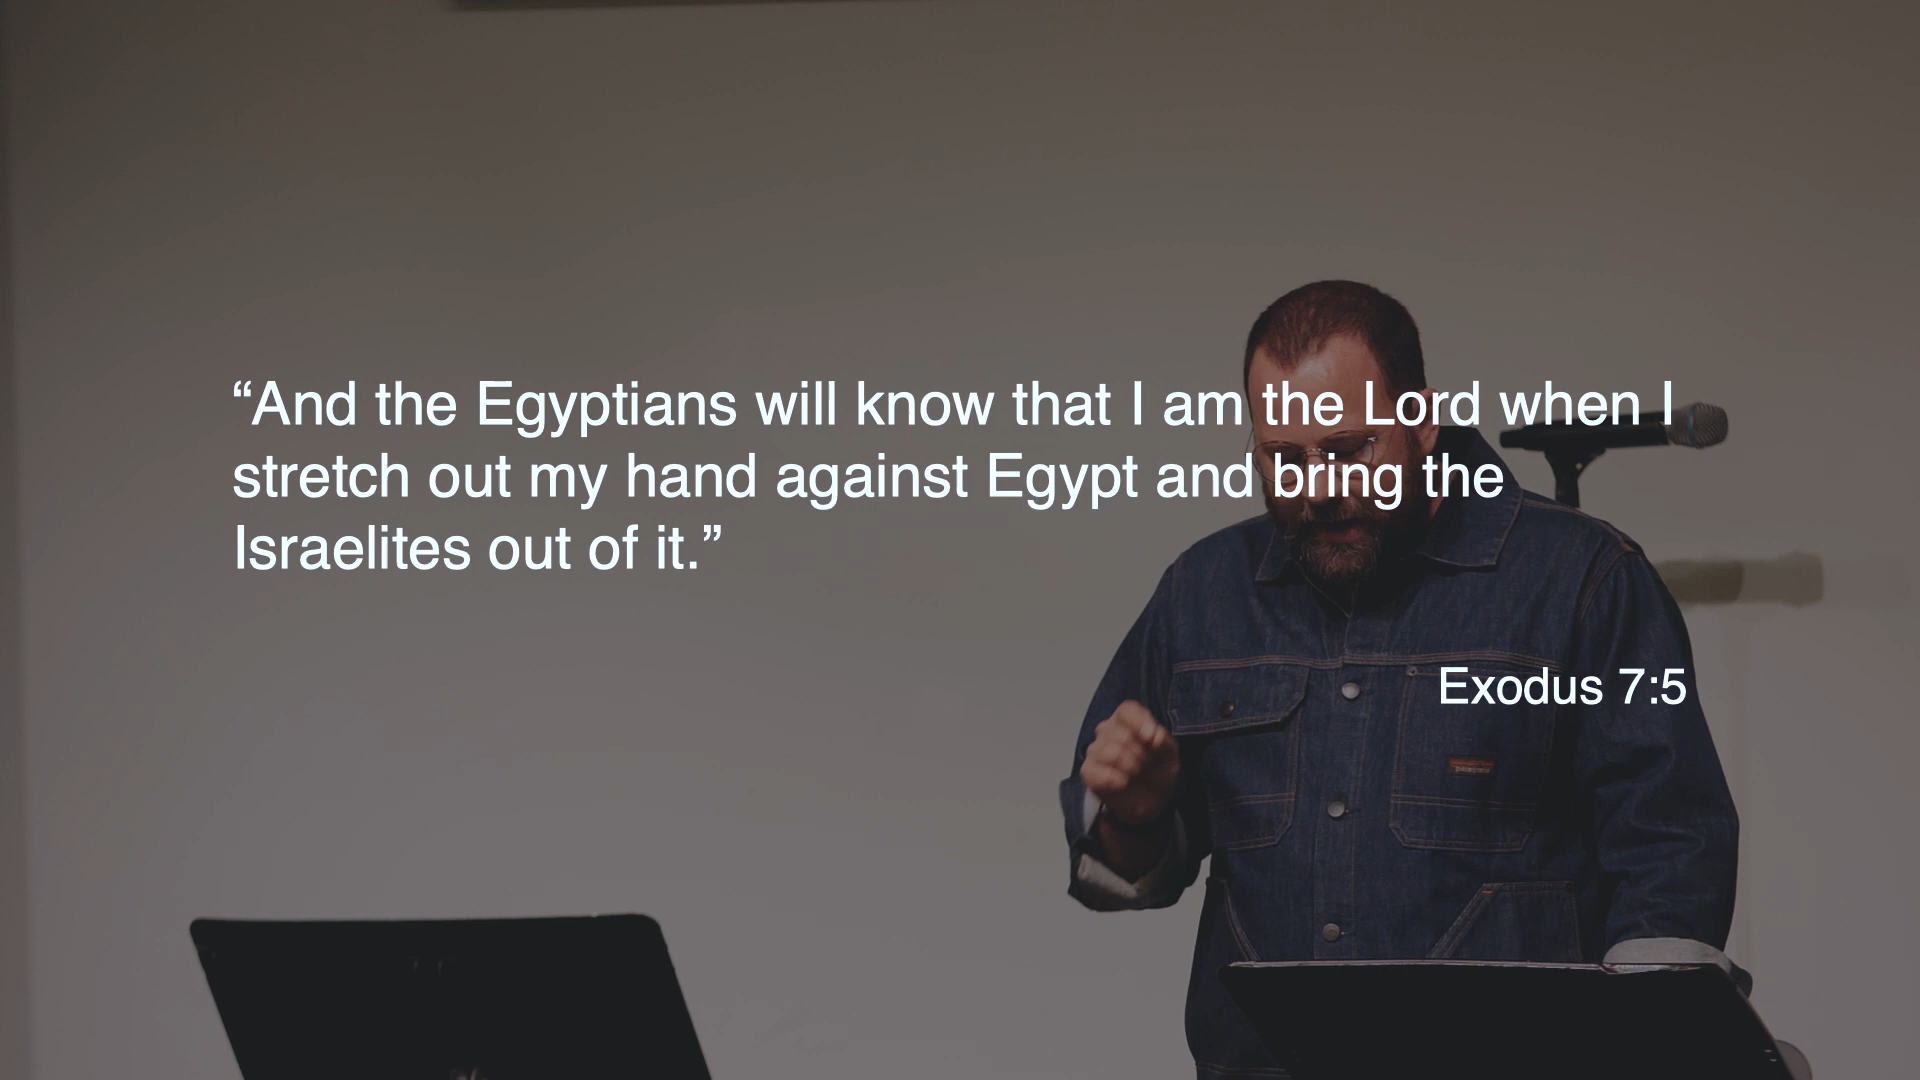 “And the Egyptians will know that I am the Lord when I
stretch out my hand against Egypt and bring the
Israelites out of it.”
Exodus 7:5